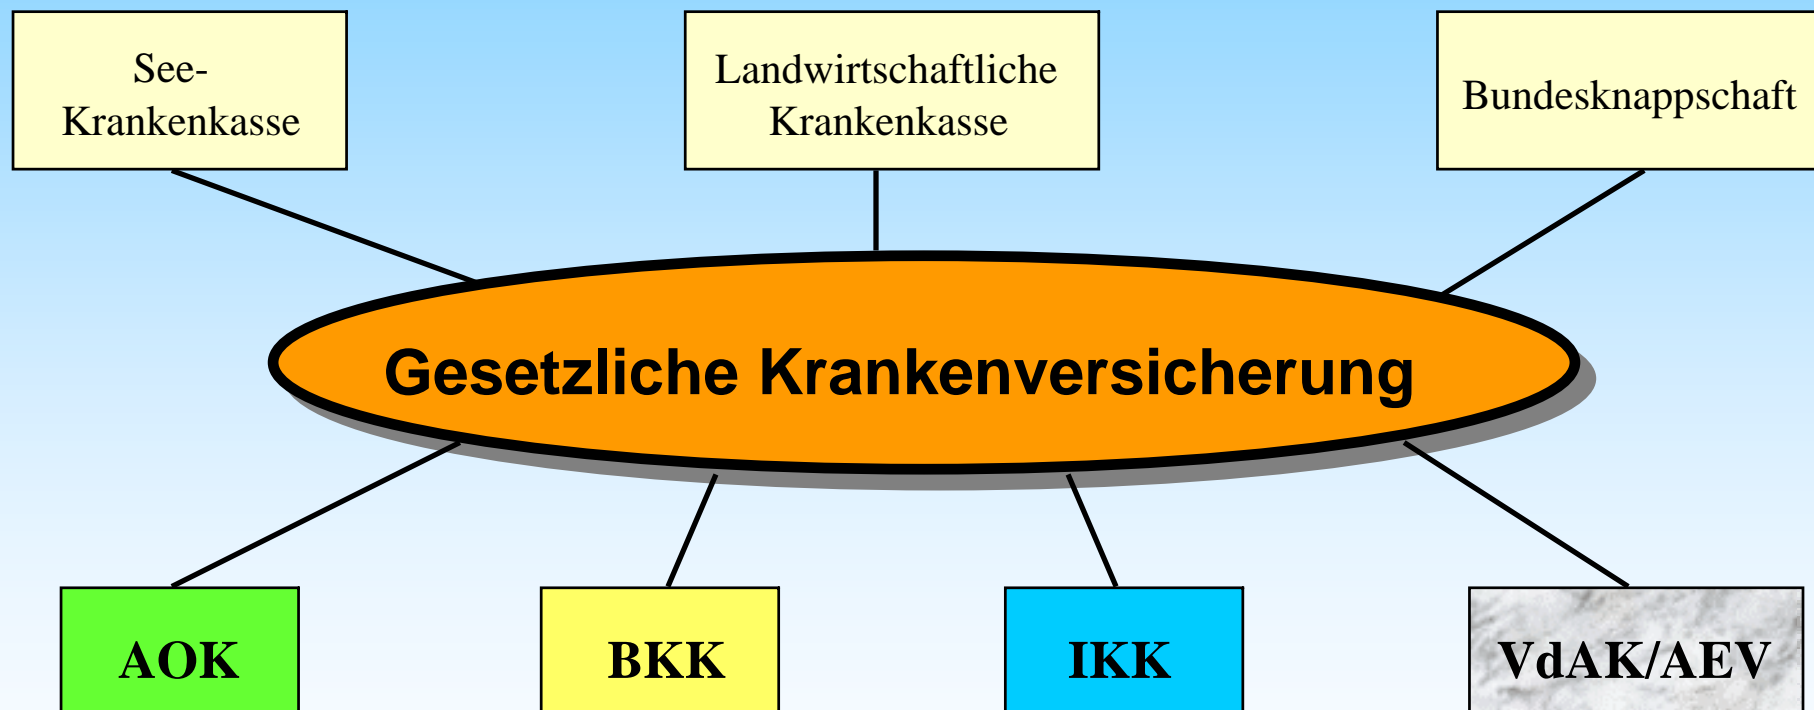 See-
Krankenkasse
Landwirtschaftliche
Krankenkasse
Bundesknappschaft
Gesetzliche Krankenversicherung
AOK
BKK
IKK
VdAK/AEV